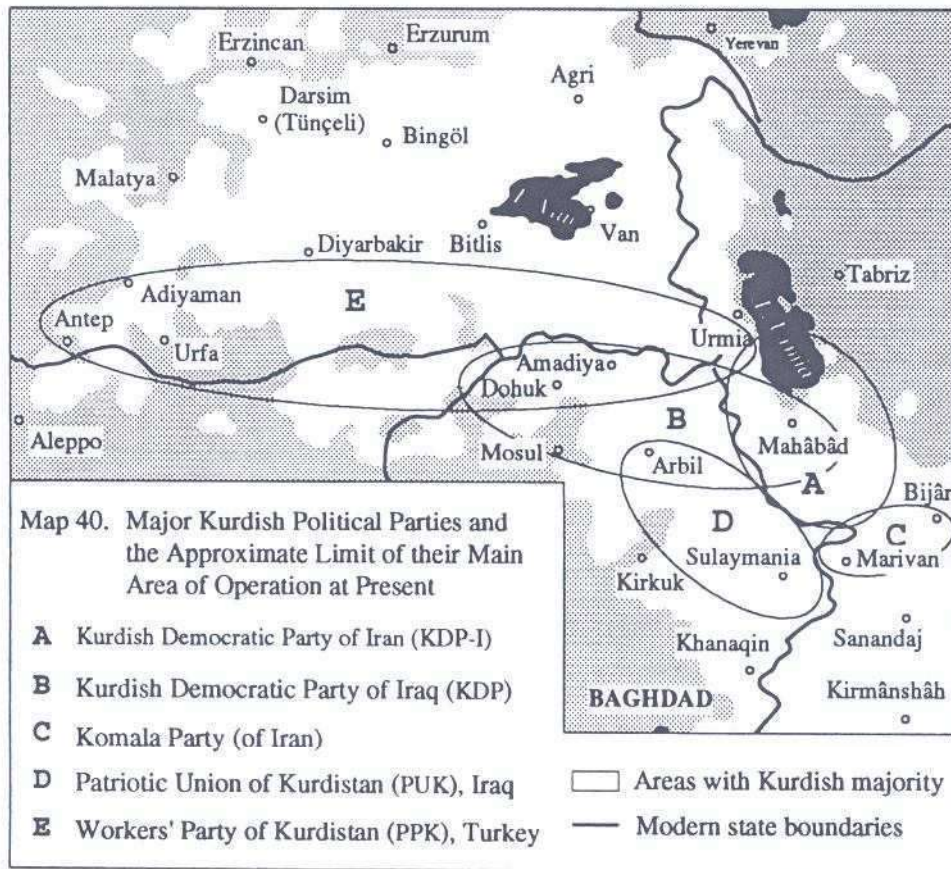 Erzincan
Erzurum
Yerevan
Agri
Darsim
(Tünçeli)
Bingöl
Malatya
Van
Bitlis
Diyarbakir
Tabriz
Adiyaman
E
Antep
Urfa
Urmia
Amadiya
Dohuk
Aleppo
Mosul
B
Arbil
Mahâbâd
A
Bijâr
D
C
Marivan
Kirkuk
Sulaymania
Khanaqin
Sanandaj
BAGHDAD
Kirmânshâh
Map 40. Major Kurdish Political Parties and
the Approximate Limit of their Main
Area of Operation at Present
A Kurdish Democratic Party of Iran (KDP-I)
B Kurdish Democratic Party of Iraq (KDP)
C Komala Party (of Iran)
D Patriotic Union of Kurdistan (PUK), Iraq
E Workers' Party of Kurdistan (PPK), Turkey
Areas with Kurdish majority
Modern state boundaries